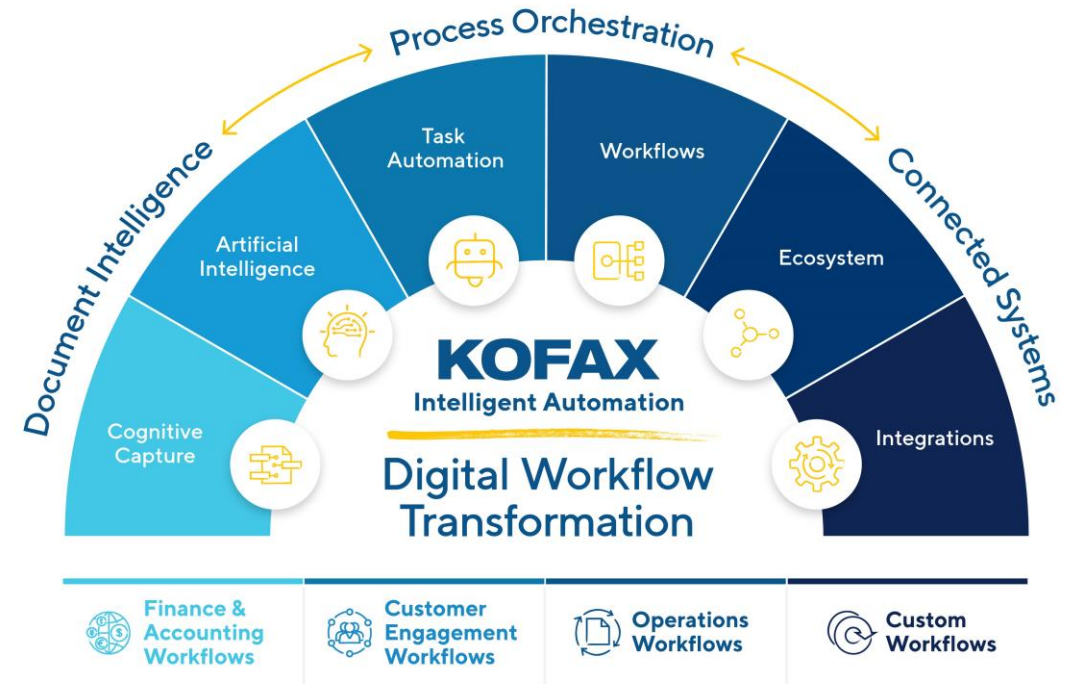 Process Orchestration
Document Intelligence
Connected Systems
Task
Automation
Workflows
Artificial
Intelligence
Ecosystem
Cognitive
Capture
Integrations
KOFAX
Intelligent Automation
Digital Workflow
Transformation
Finance &
Accounting
Workflows
Customer
Engagement
Workflows
Operations
Workflows
Custom
Workflows